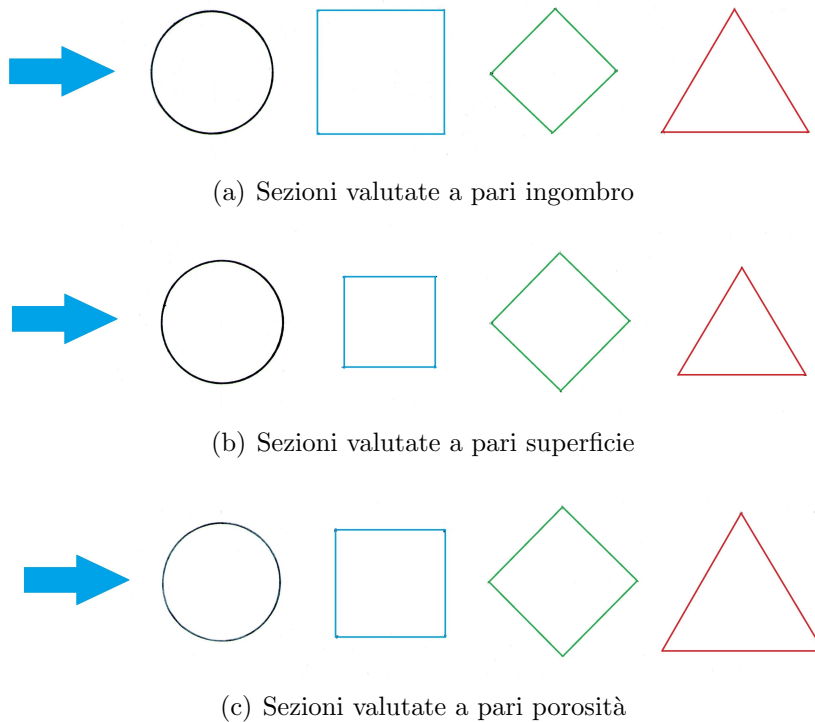 (a) Sezioni valutate a pari ingombro
(b) Sezioni valutate a pari superficie
(c) Sezioni valutate a pari porosità